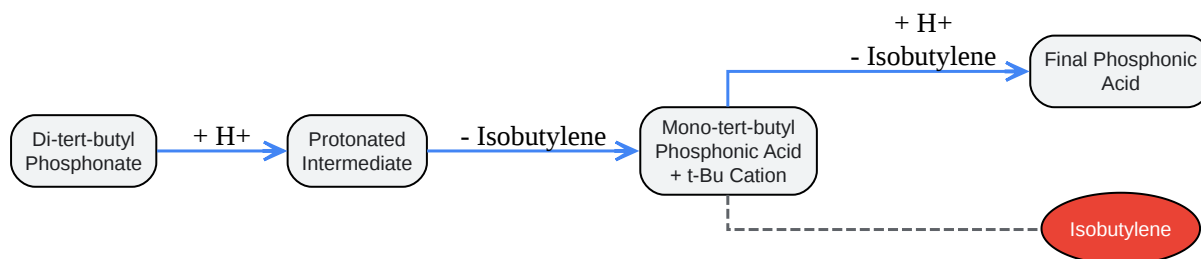 + H+
- Isobutylene
Final Phosphonic
Acid
Di-tert-butyl
Phosphonate
+ H+
Protonated
Intermediate
- Isobutylene
Mono-tert-butyl
Phosphonic Acid
+ t-Bu Cation
Isobutylene